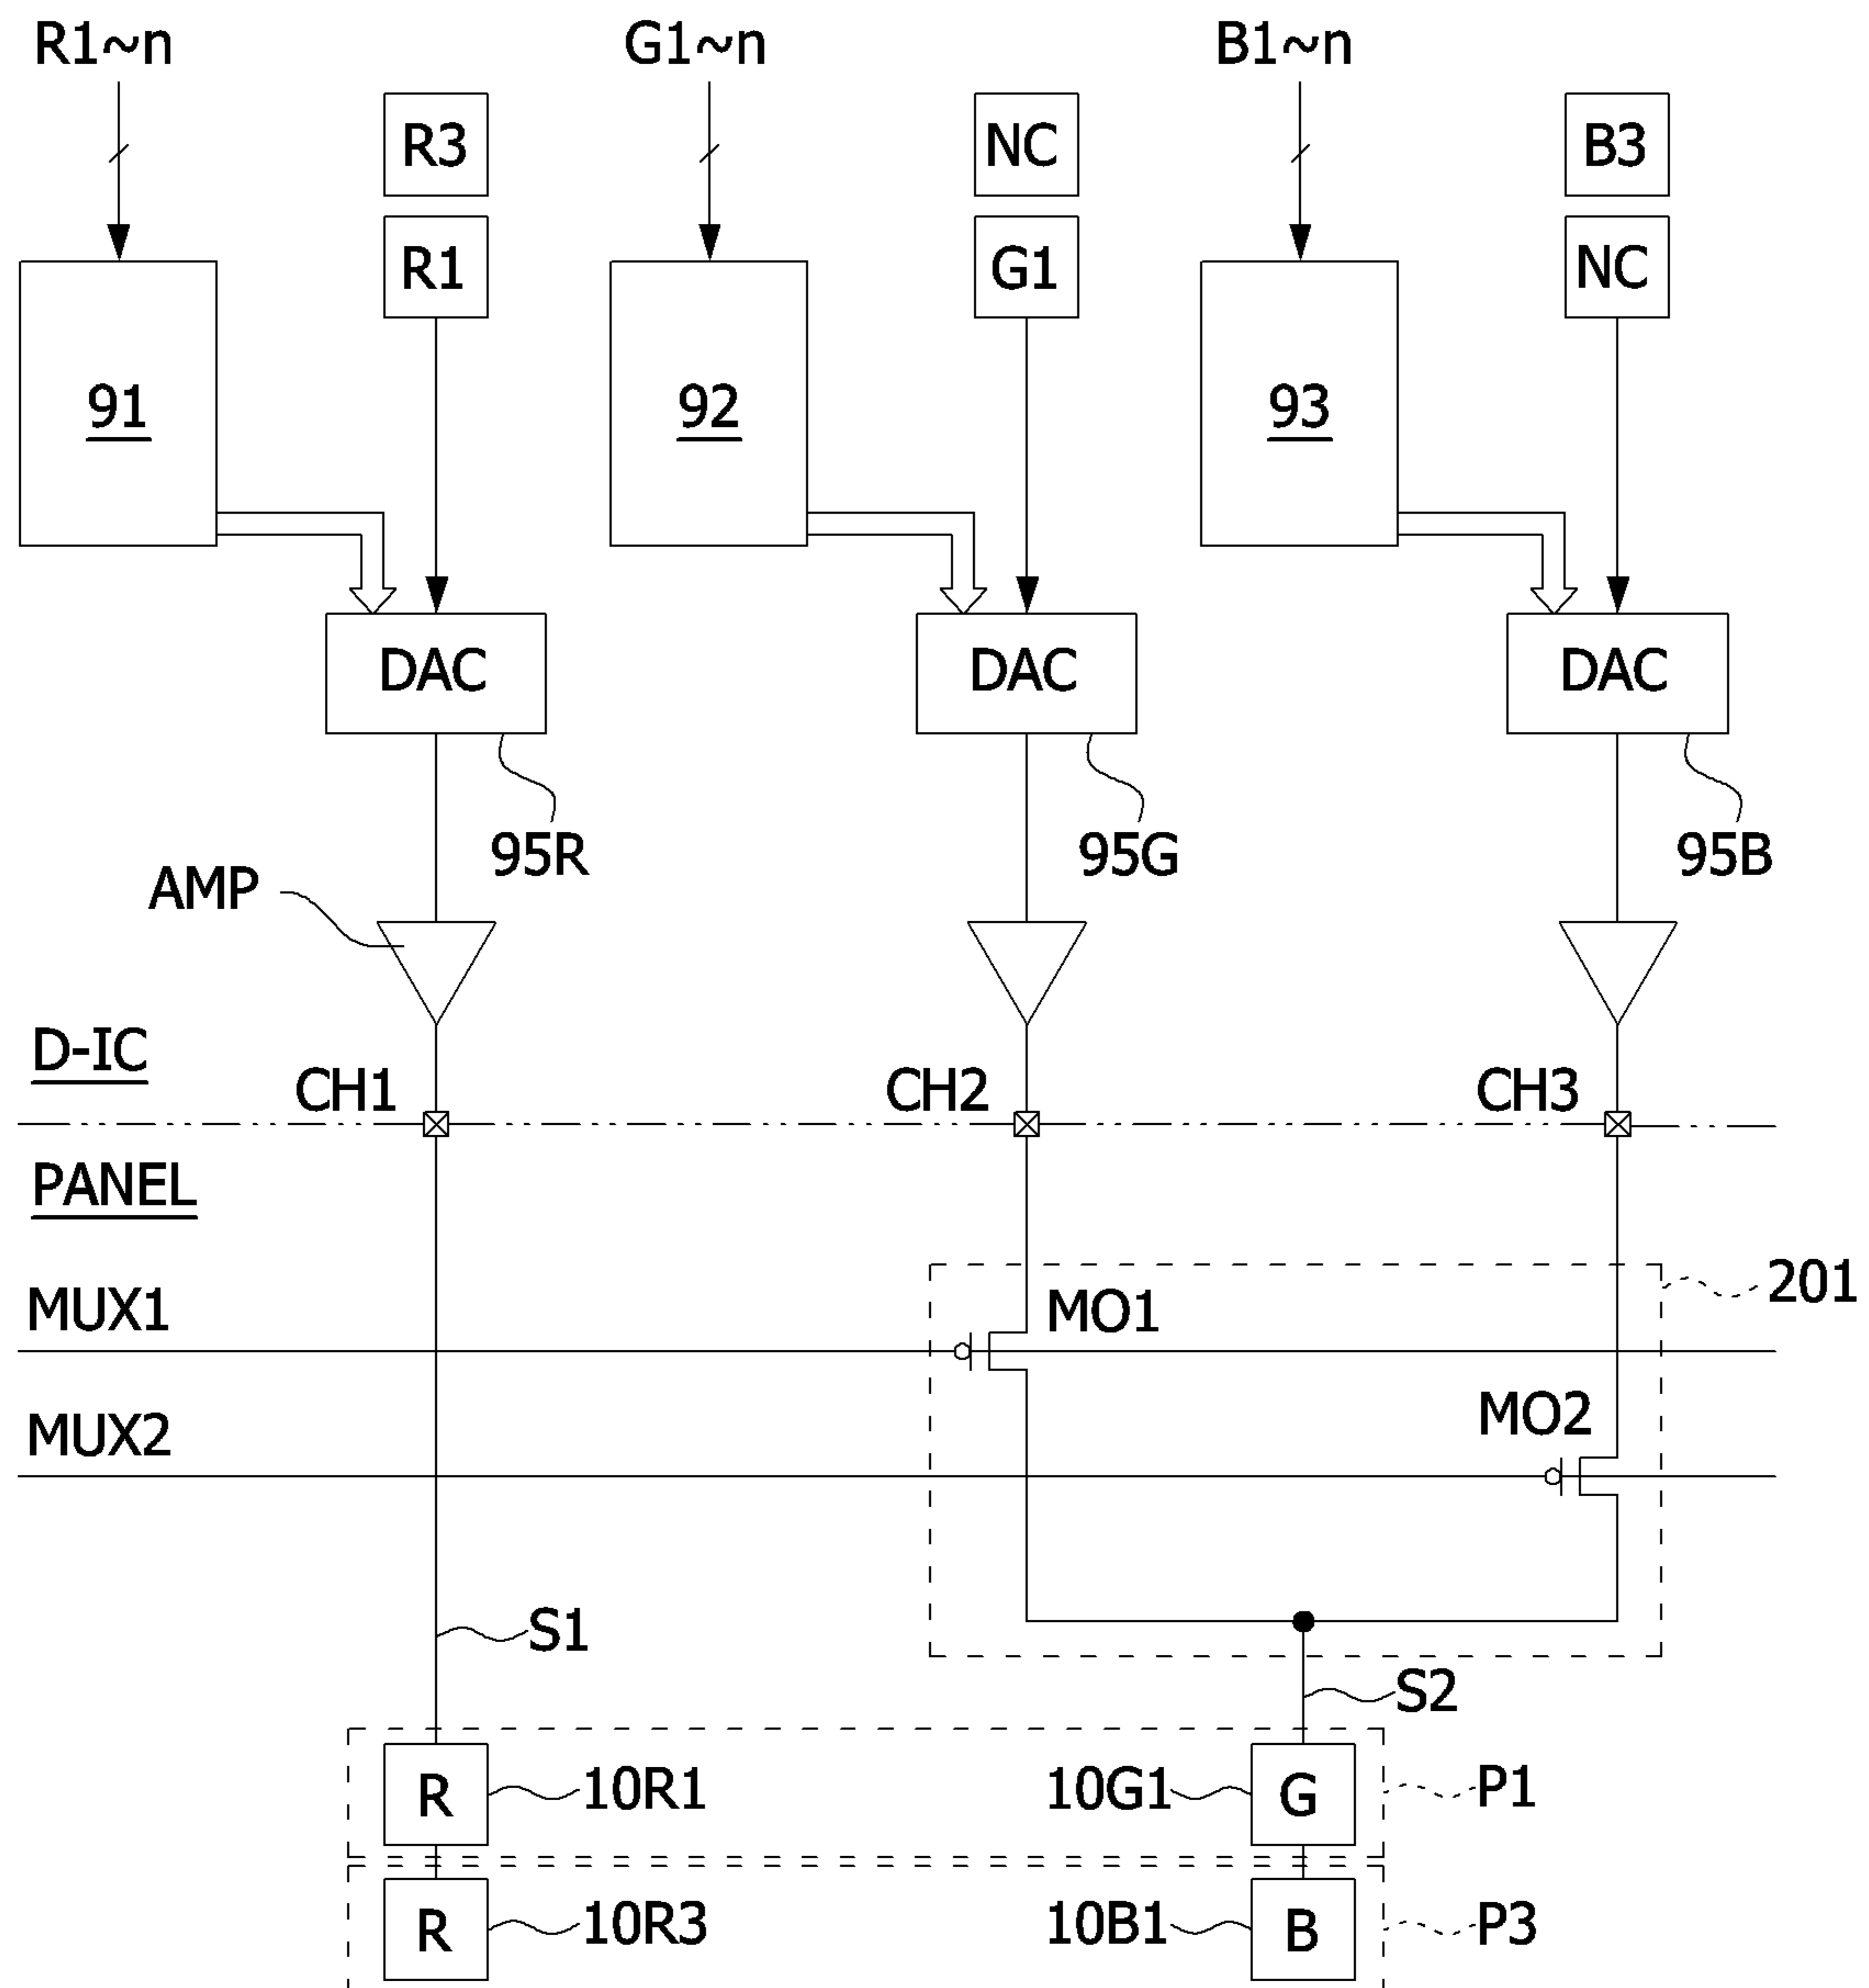 R1~n
G1~n
B1~n
R3
NC
B3
R1
G1
NC
91
92
93
DAC
DAC
DAC
95R
95G
95B
AMP
D-IC
CH1
CH2
CH3
PANEL
201
MUX1
MO1
MUX2
MO2
S1
S2
R
10R1
10G1
G
P1
R
10R3
10B1
B
P3